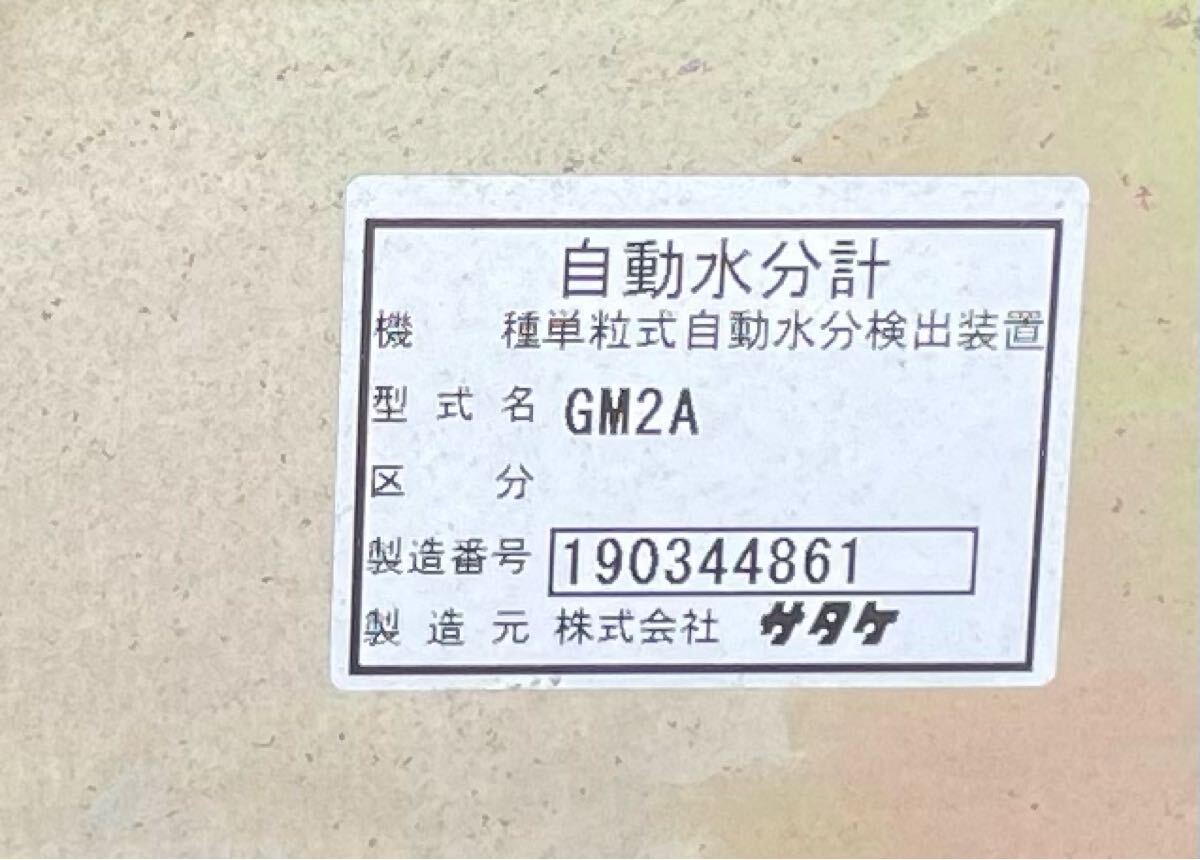 自動水分計
機 種 単粒式自動水分検出装置
型式名 GM2A
区 分
製造番号 190344861
製造元 株式会社 サタケ